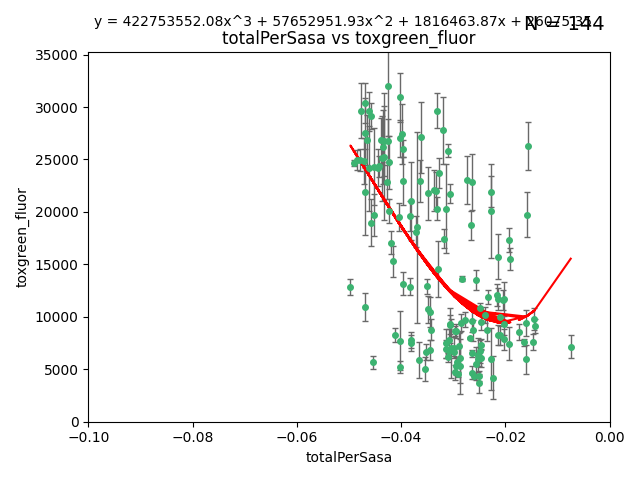 y = 422753552.08x^3 + 57652951.93x^2 + 1816463.87x +
N = 144
totalPerSasa vs toxgreen_fluor
35000
30000
25000
20000
15000
10000
5000
0
toxgreen_fluor
−0.10 −0.08 −0.06 −0.04 −0.02 0.00
totalPerSasa